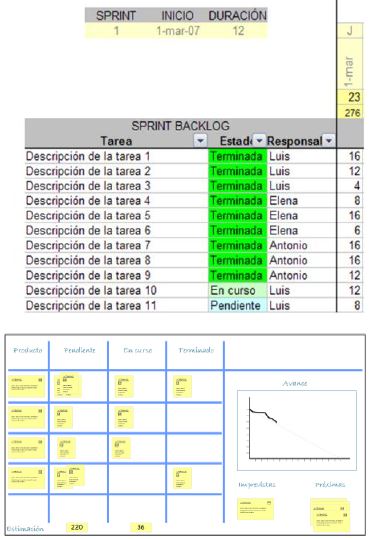 SPRINT INICIO DURACIÓN
1 1-mar-07 12
J
1-mar
23
276
SPRINT BACKLOG
Tarea Estad Responsal
Descripción de la tarea 1 Terminada Luis 16
Descripción de la tarea 2 Terminada Luis 12
Descripción de la tarea 3 Terminada Luis 4
Descripción de la tarea 4 Terminada Elena 8
Descripción de la tarea 5 Terminada Elena 16
Descripción de la tarea 6 Terminada Elena 6
Descripción de la tarea 7 Terminada Antonio 16
Descripción de la tarea 8 Terminada Antonio 16
Descripción de la tarea 9 Terminada Antonio 12
Descripción de la tarea 10 En curso Luis 12
Descripción de la tarea 11 Pendiente Luis 8
Producto Pendiente En curso Terminado
Avance
Imprevistos Próximas
Estimación 220 36